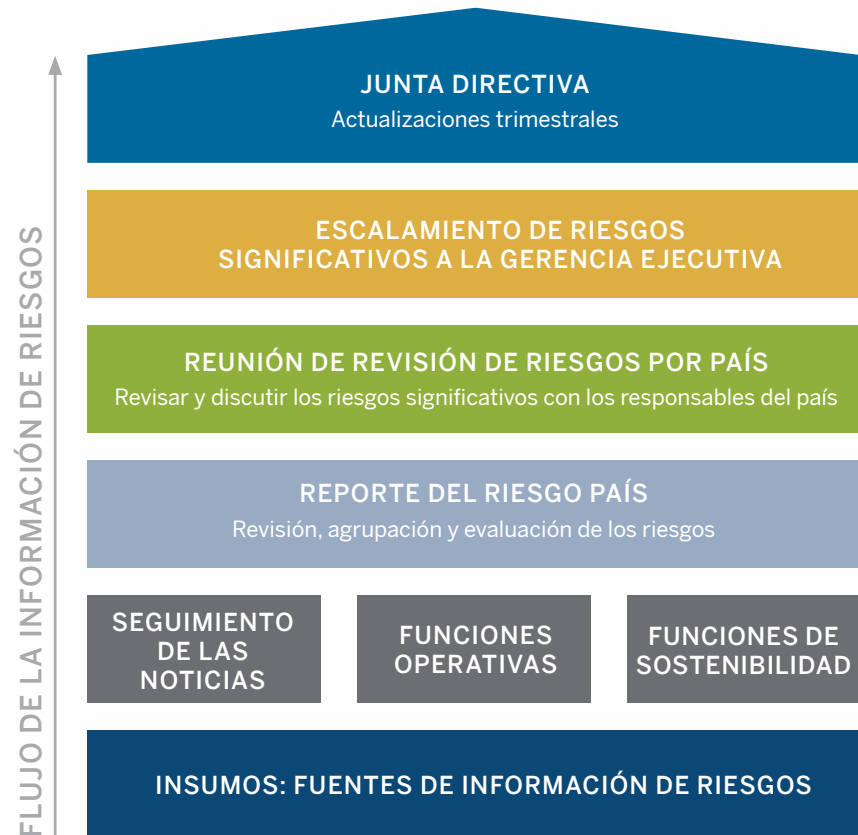 JUNTA DIRECTIVA
Actualizaciones trimestrales
ESCALAMIENTO DE RIESGOS
SIGNIFICATIVOS A LA GERENCIA EJECUTIVA
REUNIÓN DE REVISIÓN DE RIESGOS POR PAÍS
Revisar y discutir los riesgos significativos con los responsables del país
REPORTE DEL RIESGO PAÍS
Revisión, agrupación y evaluación de los riesgos
SEGUIMIENTO
DE LAS
NOTICIAS
FUNCIONES
OPERATIVAS
FUNCIONES DE
SOSTENIBILIDAD
INSUMOS: FUENTES DE INFORMACIÓN DE RIESGOS
FLUJO DE LA INFORMACIÓN DE RIESGOS